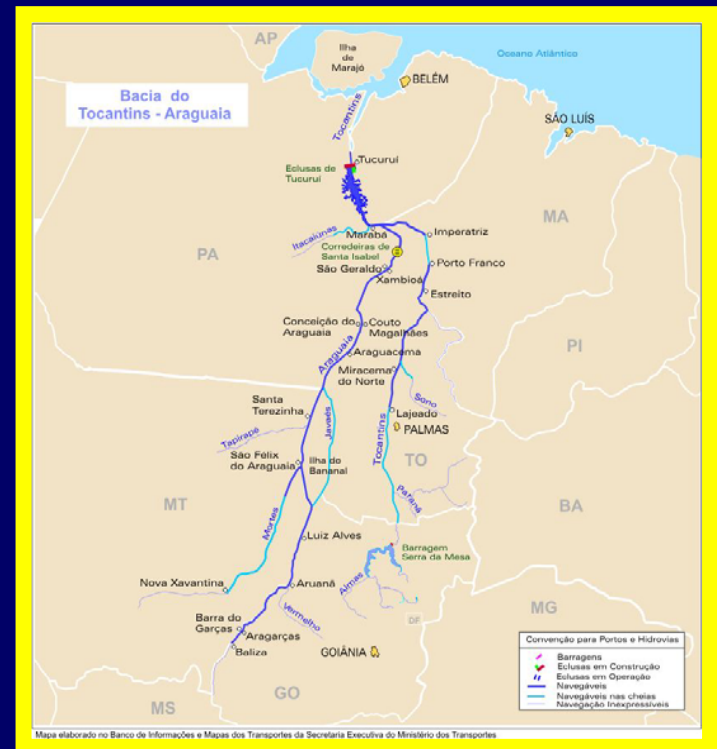 AP
Ilha
de
Marajó
Oceano Atlântico
BELÉM
Bacia do
Tocantins - Araguaia
Tocantins
SÃO LUÍS
Tucuruí
Eclusas de
Tucuruí
MA
Itacaiunas
Marabá
Imperatriz
PA
Corredeiras de
Santa Isabel
São Geraldo
Porto Franco
Xambioá
Estreito
Conceição do
Araguaia
Couto
Magalhães
PI
Araguaia
Araguacema
Miracema
do Norte
Santa
Terezinha
Javaés
Sono
Lajeado
PALMAS
Tapirapé
Tocantins
São Félix
do Araguaia
Ilha do
Bananal
TO
MT
Paranã
BA
Mortes
Luiz Alves
Barragem
Serra da Mesa
Nova Xavantina
Almas
Aruanã
MG
Barra do
Garças
Vermelho
DF
Aragarças
Baliza
GOIÂNIA
GO
MS
Convenção para Portos e Hidrovias
Barragens
Eclusas em Construção
Eclusas em Operação
Navegáveis
Navegáveis nas cheias
Navegação Inexpressíveis
Mapa elaborado no Banco de Informações e Mapas dos Transportes da Secretaria Executiva do Ministério dos Transportes